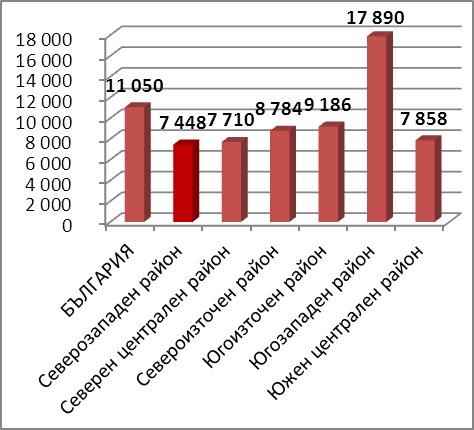 17 890
18 000
16 000
14 000
12 000
10 000
8 000
6 000
4 000
2 000
0
11 050
7 448
7 710
8 784
9 186
7 858
БЪЛГАРИЯ
Северозападен район
Северен централен район
Североизточен район
Югоизточен район
Югозападен район
Южен централен район